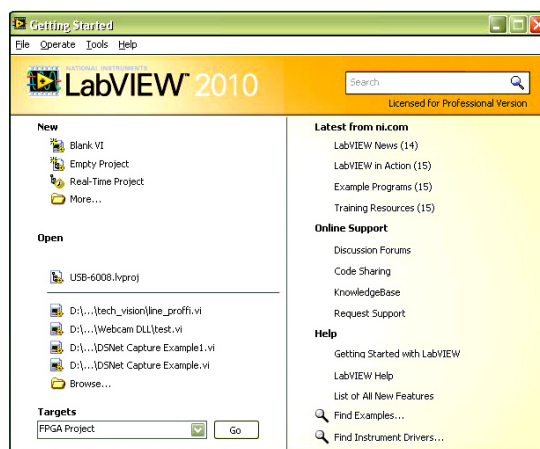 Getting Started
File Operate Tools Help
NATIONAL INSTRUMENTS
LabVIEW™ 2010
Search
Licensed for Professional Version
New
Blank VI
Empty Project
Real-Time Project
More...
Open
USB-6008.lvproj
D:\...\tech_vision\line_proffi.vi
D:\...\Webcam DLL\test.vi
D:\...\DSNet Capture Example1.vi
D:\...\DSNet Capture Example.vi
Browse...
Targets
FPGA Project
Go
Latest from ni.com
LabVIEW News (14)
LabVIEW in Action (15)
Example Programs (15)
Training Resources (15)
Online Support
Discussion Forums
Code Sharing
KnowledgeBase
Request Support
Help
Getting Started with LabVIEW
LabVIEW Help
List of All New Features
Find Examples...
Find Instrument Drivers...